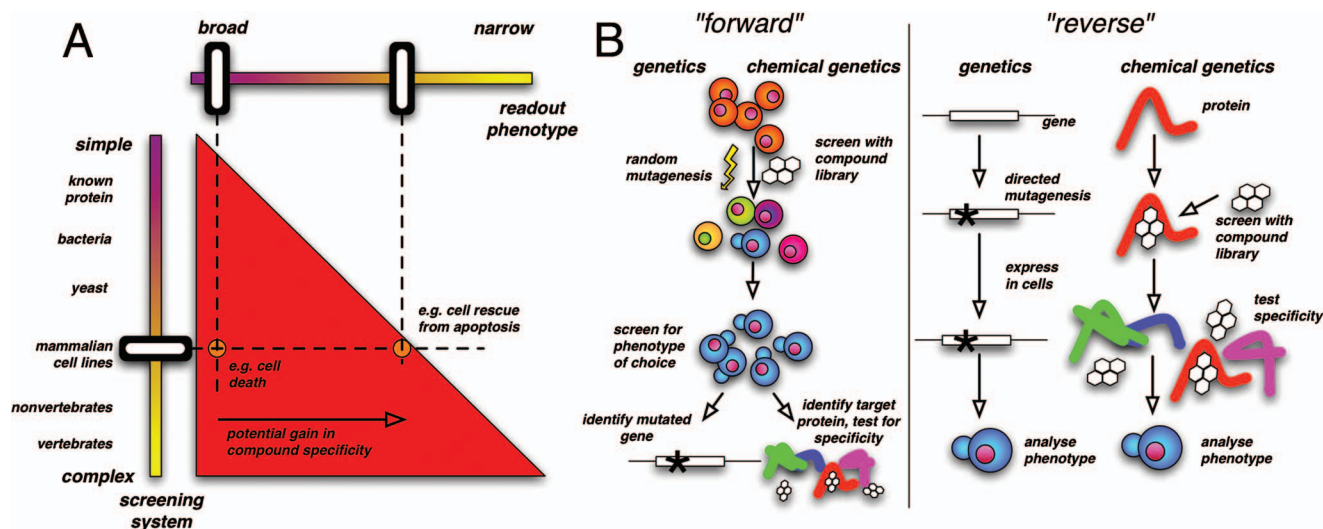 A
broad
narrow
readout
phenotype
simple
known
protein
bacteria
yeast
mammalian
cell lines
nonvertebrates
vertebrates
complex
screening
system
e.g. cell
death
e.g. cell rescue
from apoptosis
potential gain in
compound specificity
B
"forward"
genetics
chemical genetics
random
mutagenesis
screen with
compound
library
screen for
phenotype
of choice
identify mutated
gene
identify target
protein, test for
specificity
"reverse"
genetics
chemical genetics
gene
directed
mutagenesis
express
in cells
analyse
phenotype
protein
screen with
compound
library
test
specificity
analyse
phenotype